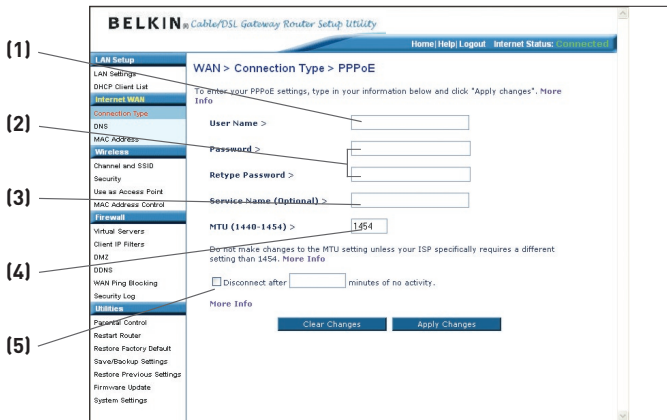 BELKIN® Cable/DSL Gateway Router Setup Utility
Home| Help| Logout Internet Status: Connected
(1)
(2)
(3)
(4)
(5)
LAN Setup
LAN Settings
DHCP Client List
Internet WAN
Connection Type
DNS
MAC Address
Wireless
Channel and SSID
Security
Use as Access Point
MAC Address Control
Firewall
Virtual Servers
Client IP Filters
DMZ
DDNS
WAN Ping Blocking
Security Log
Utilities
Parental Control
Restart Router
Restore Factory Default
Save/Backup Settings
Restore Previous Settings
Firmware Update
System Settings
WAN > Connection Type > PPPoE
To enter your PPPoE settings, type in your information below and click "Apply changes". More
Info
User Name >
Password >
Retype Password >
Service Name (Optional) >
MTU (1440-1454) > 1454
Do not make changes to the MTU setting unless your ISP specifically requires a different
setting than 1454. More Info
Disconnect after minutes of no activity.
More Info
Clear Changes Apply Changes